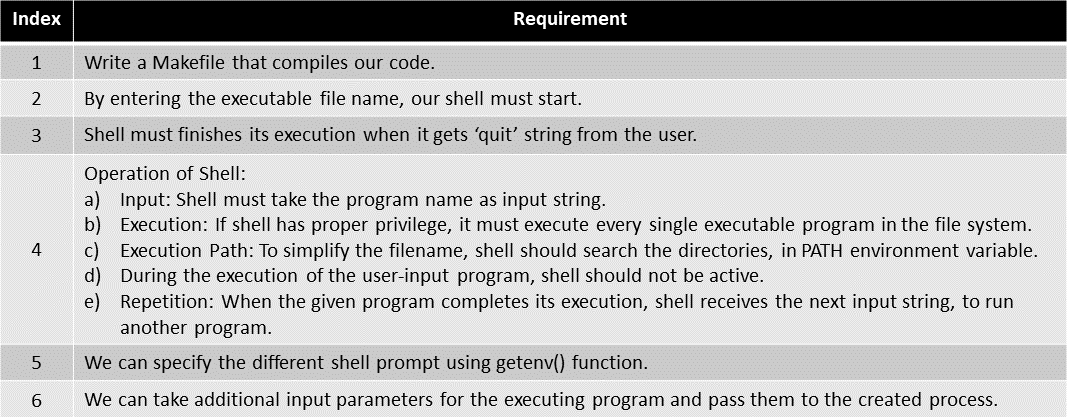 Index Requirement
1 Write a Makefile that compiles our code.
2 By entering the executable file name, our shell must start.
3 Shell must finishes its execution when it gets ‘quit’ string from the user.
Operation of Shell:
a) Input: Shell must take the program name as input string.
b) Execution: If shell has proper privilege, it must execute every single executable program in the file system.
4 c) Execution Path: To simplify the filename, shell should search the directories, in PATH environment variable.
d) During the execution of the user-input program, shell should not be active.
e) Repetition: When the given program completes its execution, shell receives the next input string, to run
another program.
5 We can specify the different shell prompt using getenv() function.
6 We can take additional input parameters for the executing program and pass them to the created process.